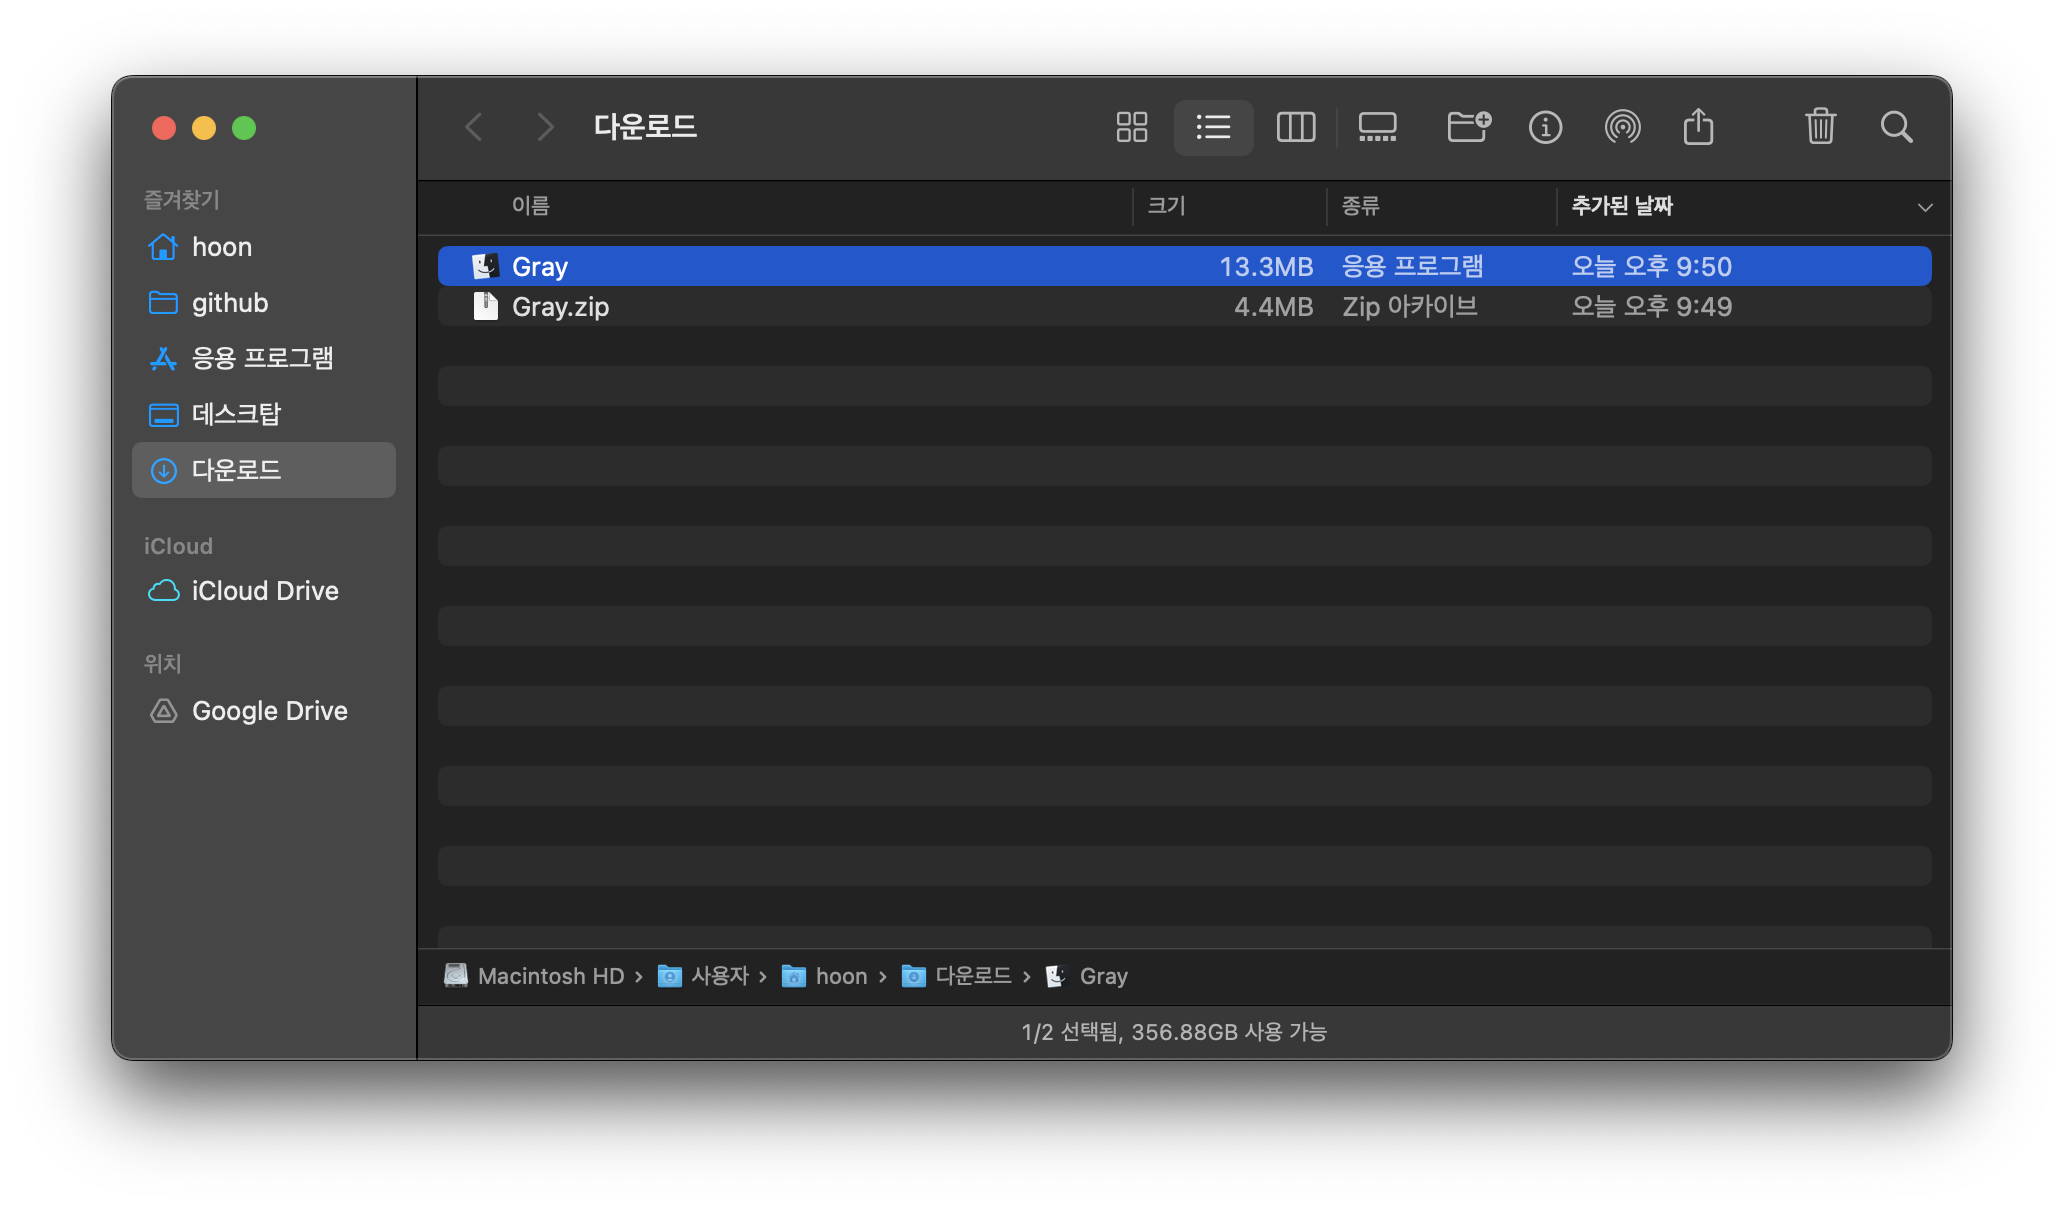 다운로드
즐겨찾기
hoon
github
응용 프로그램
데스크탑
다운로드
iCloud
iCloud Drive
위치
Google Drive
이름 크기 종류 추가된 날짜
Gray 13.3MB 응용 프로그램 오늘 오후 9:50
Gray.zip 4.4MB Zip 아카이브 오늘 오후 9:49
Macintosh HD › 사용자 › hoon › 다운로드 › Gray
1/2 선택됨, 356.88GB 사용 가능